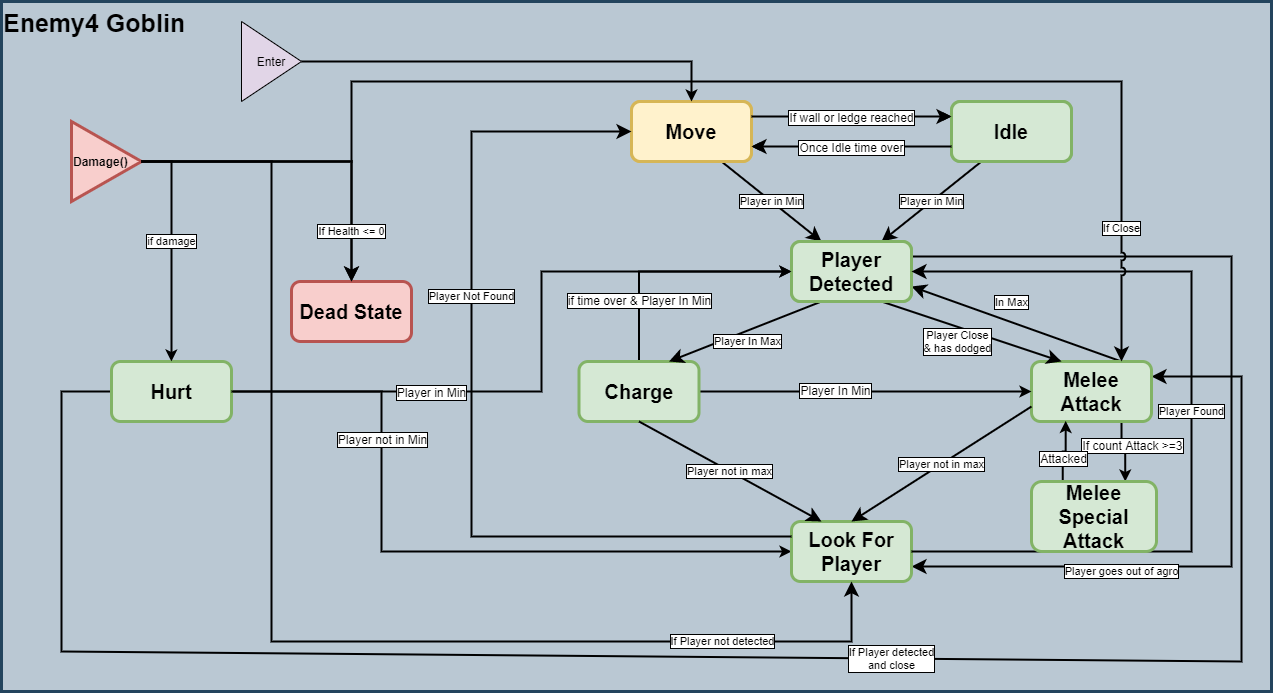 Enemy4 Goblin
Enter
Damage()
Move
If wall or ledge reached
Idle
Once Idle time over
Player in Min
Player in Min
if damage
If Health <= 0
If Close
Player
Detected
Dead State
Player Not Found
if time over & Player In Min
In Max
Player In Max
Player Close
& has dodged
Hurt
Player in Min
Charge
Player In Min
Melee
Attack
Player Found
Player not in Min
If count Attack >=3
Attacked
Player not in max
Player not in max
Melee
Special
Attack
Look For
Player
Player goes out of agro
If Player not detected
If Player detected
and close